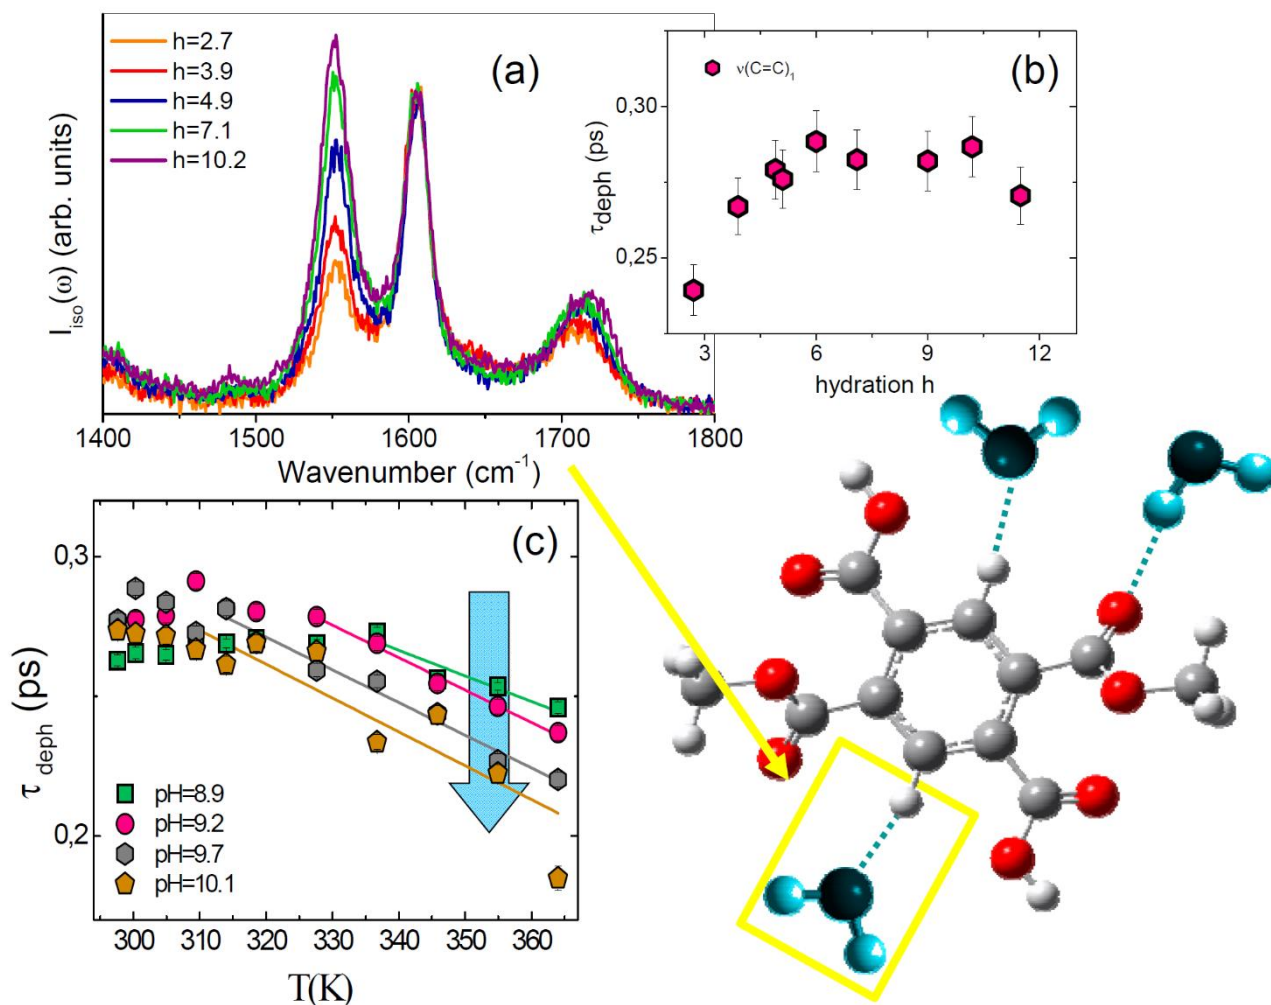 h=2.7
h=3.9
h=4.9
h=7.1
h=10.2
(a)
I_iso(ω) (arb. units)
1400 1500 1600 1700 1800
Wavenumber (cm⁻¹)
(b)
ν(C=C)₁
0,30
0,25
τ_deph (ps)
3 6 9 12
hydration h
(c)
0,3
0,2
τ_deph (ps)
pH=8.9
pH=9.2
pH=9.7
pH=10.1
300 310 320 330 340 350 360
T(K)